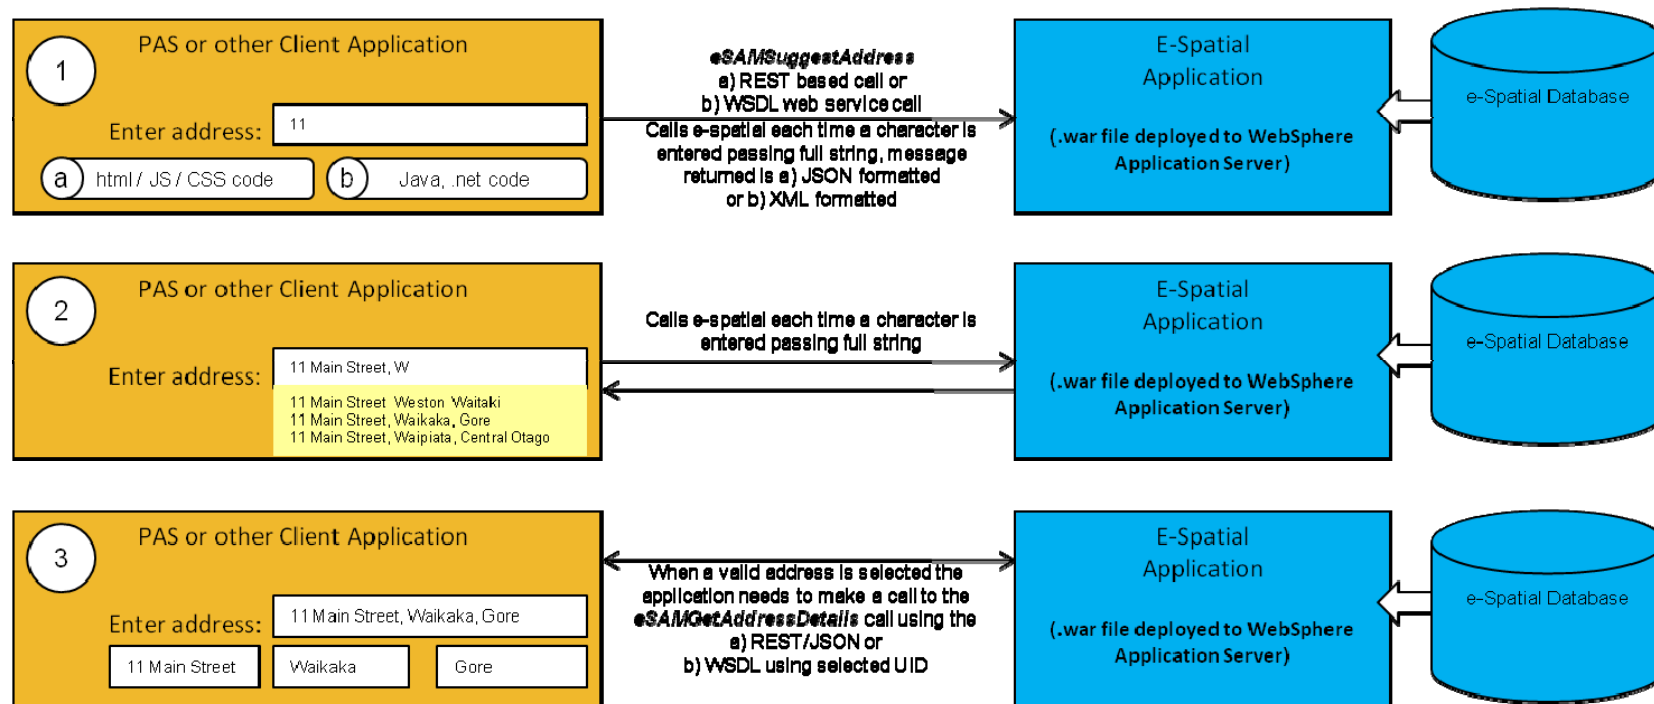 1
PAS or other Client Application
Enter address:
11
a
html / JS / CSS code
b
Java, .net code
eSAMSuggestAddress
a) REST based call or
b) WSDL web service call
Calls e-spatial each time a character is
entered passing full string, message
returned is a) JSON formatted
or b) XML formatted
E-Spatial
Application
(.war file deployed to WebSphere
Application Server)
e-Spatial Database
2
PAS or other Client Application
Enter address:
11 Main Street, W
11 Main Street Weston Waitaki
11 Main Street, Waikaka, Gore
11 Main Street, Waipiata, Central Otago
Calls e-spatial each time a character is
entered passing full string
E-Spatial
Application
(.war file deployed to WebSphere
Application Server)
e-Spatial Database
3
PAS or other Client Application
Enter address:
11 Main Street, Waikaka, Gore
11 Main Street
Waikaka
Gore
When a valid address is selected the
application needs to make a call to the
eSAMGetAddressDetails call using the
a) REST/JSON or
b) WSDL using selected UID
E-Spatial
Application
(.war file deployed to WebSphere
Application Server)
e-Spatial Database